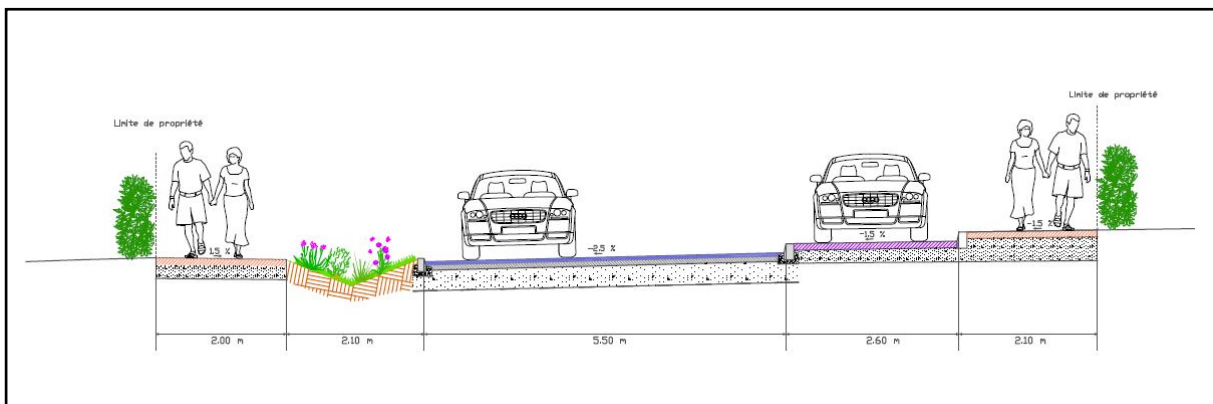 Limite de propriété
Limite de propriété
1.5 %
-2.5 %
-1.5 %
-1.5 %
2.00 m
2.10 m
5.50 m
2.60 m
2.10 m